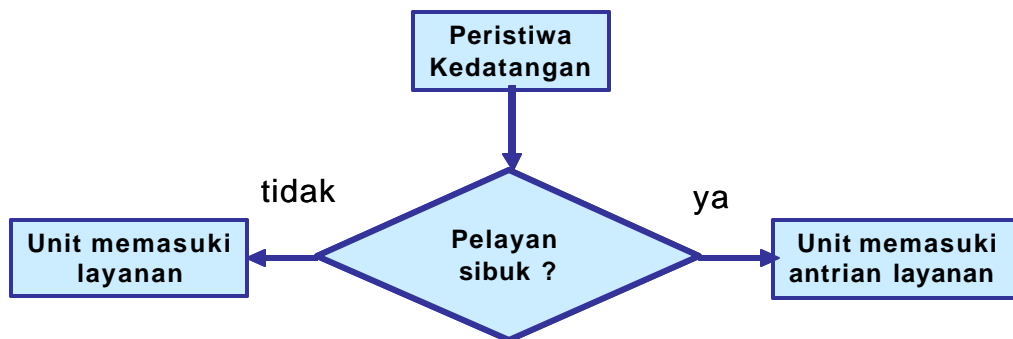 Peristiwa
Kedatangan
tidak
ya
Unit memasuki
layanan
Pelayan
sibuk ?
Unit memasuki
antrian layanan